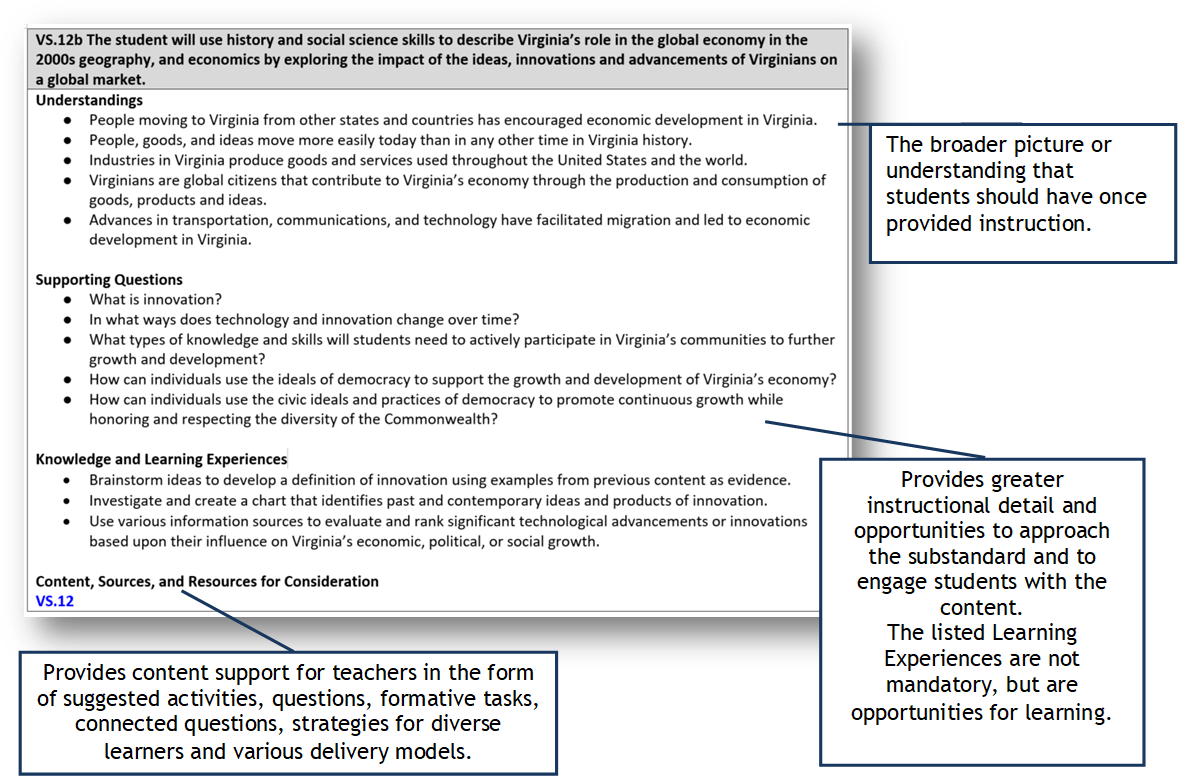 VS.12b The student will use history and social science skills to describe Virginia’s role in the global economy in the
2000s geography, and economics by exploring the impact of the ideas, innovations and advancements of Virginians on
a global market.
Understandings
● People moving to Virginia from other states and countries has encouraged economic development in Virginia.
● People, goods, and ideas move more easily today than in any other time in Virginia history.
● Industries in Virginia produce goods and services used throughout the United States and the world.
● Virginians are global citizens that contribute to Virginia’s economy through the production and consumption of
goods, products and ideas.
● Advances in transportation, communications, and technology have facilitated migration and led to economic
development in Virginia.
Supporting Questions
● What is innovation?
● In what ways does technology and innovation change over time?
● What types of knowledge and skills will students need to actively participate in Virginia’s communities to further
growth and development?
● How can individuals use the ideals of democracy to support the growth and development of Virginia’s economy?
● How can individuals use the civic ideals and practices of democracy to promote continuous growth while
honoring and respecting the diversity of the Commonwealth?
Knowledge and Learning Experiences
● Brainstorm ideas to develop a definition of innovation using examples from previous content as evidence.
● Investigate and create a chart that identifies past and contemporary ideas and products of innovation.
● Use various information sources to evaluate and rank significant technological advancements or innovations
based upon their influence on Virginia’s economic, political, or social growth.
Content, Sources, and Resources for Consideration
VS.12
The broader picture or
understanding that
students should have once
provided instruction.
Provides greater
instructional detail and
opportunities to approach
the substandard and to
engage students with the
content.
The listed Learning
Experiences are not
mandatory, but are
opportunities for learning.
Provides content support for teachers in the form
of suggested activities, questions, formative tasks,
connected questions, strategies for diverse
learners and various delivery models.